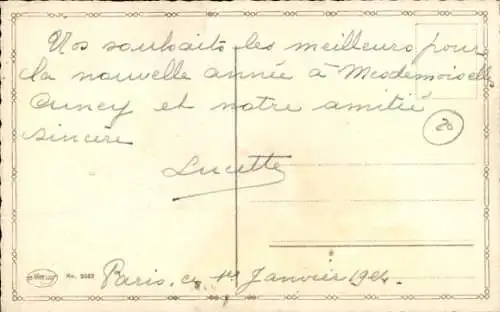 Nos souhaits les meilleurs pour
la nouvelle année à Mesdemoiselles
Cuney et notre amitié
sincère
20
Lucette
No. 5083
Paris. ce 1er Janvier 1924.